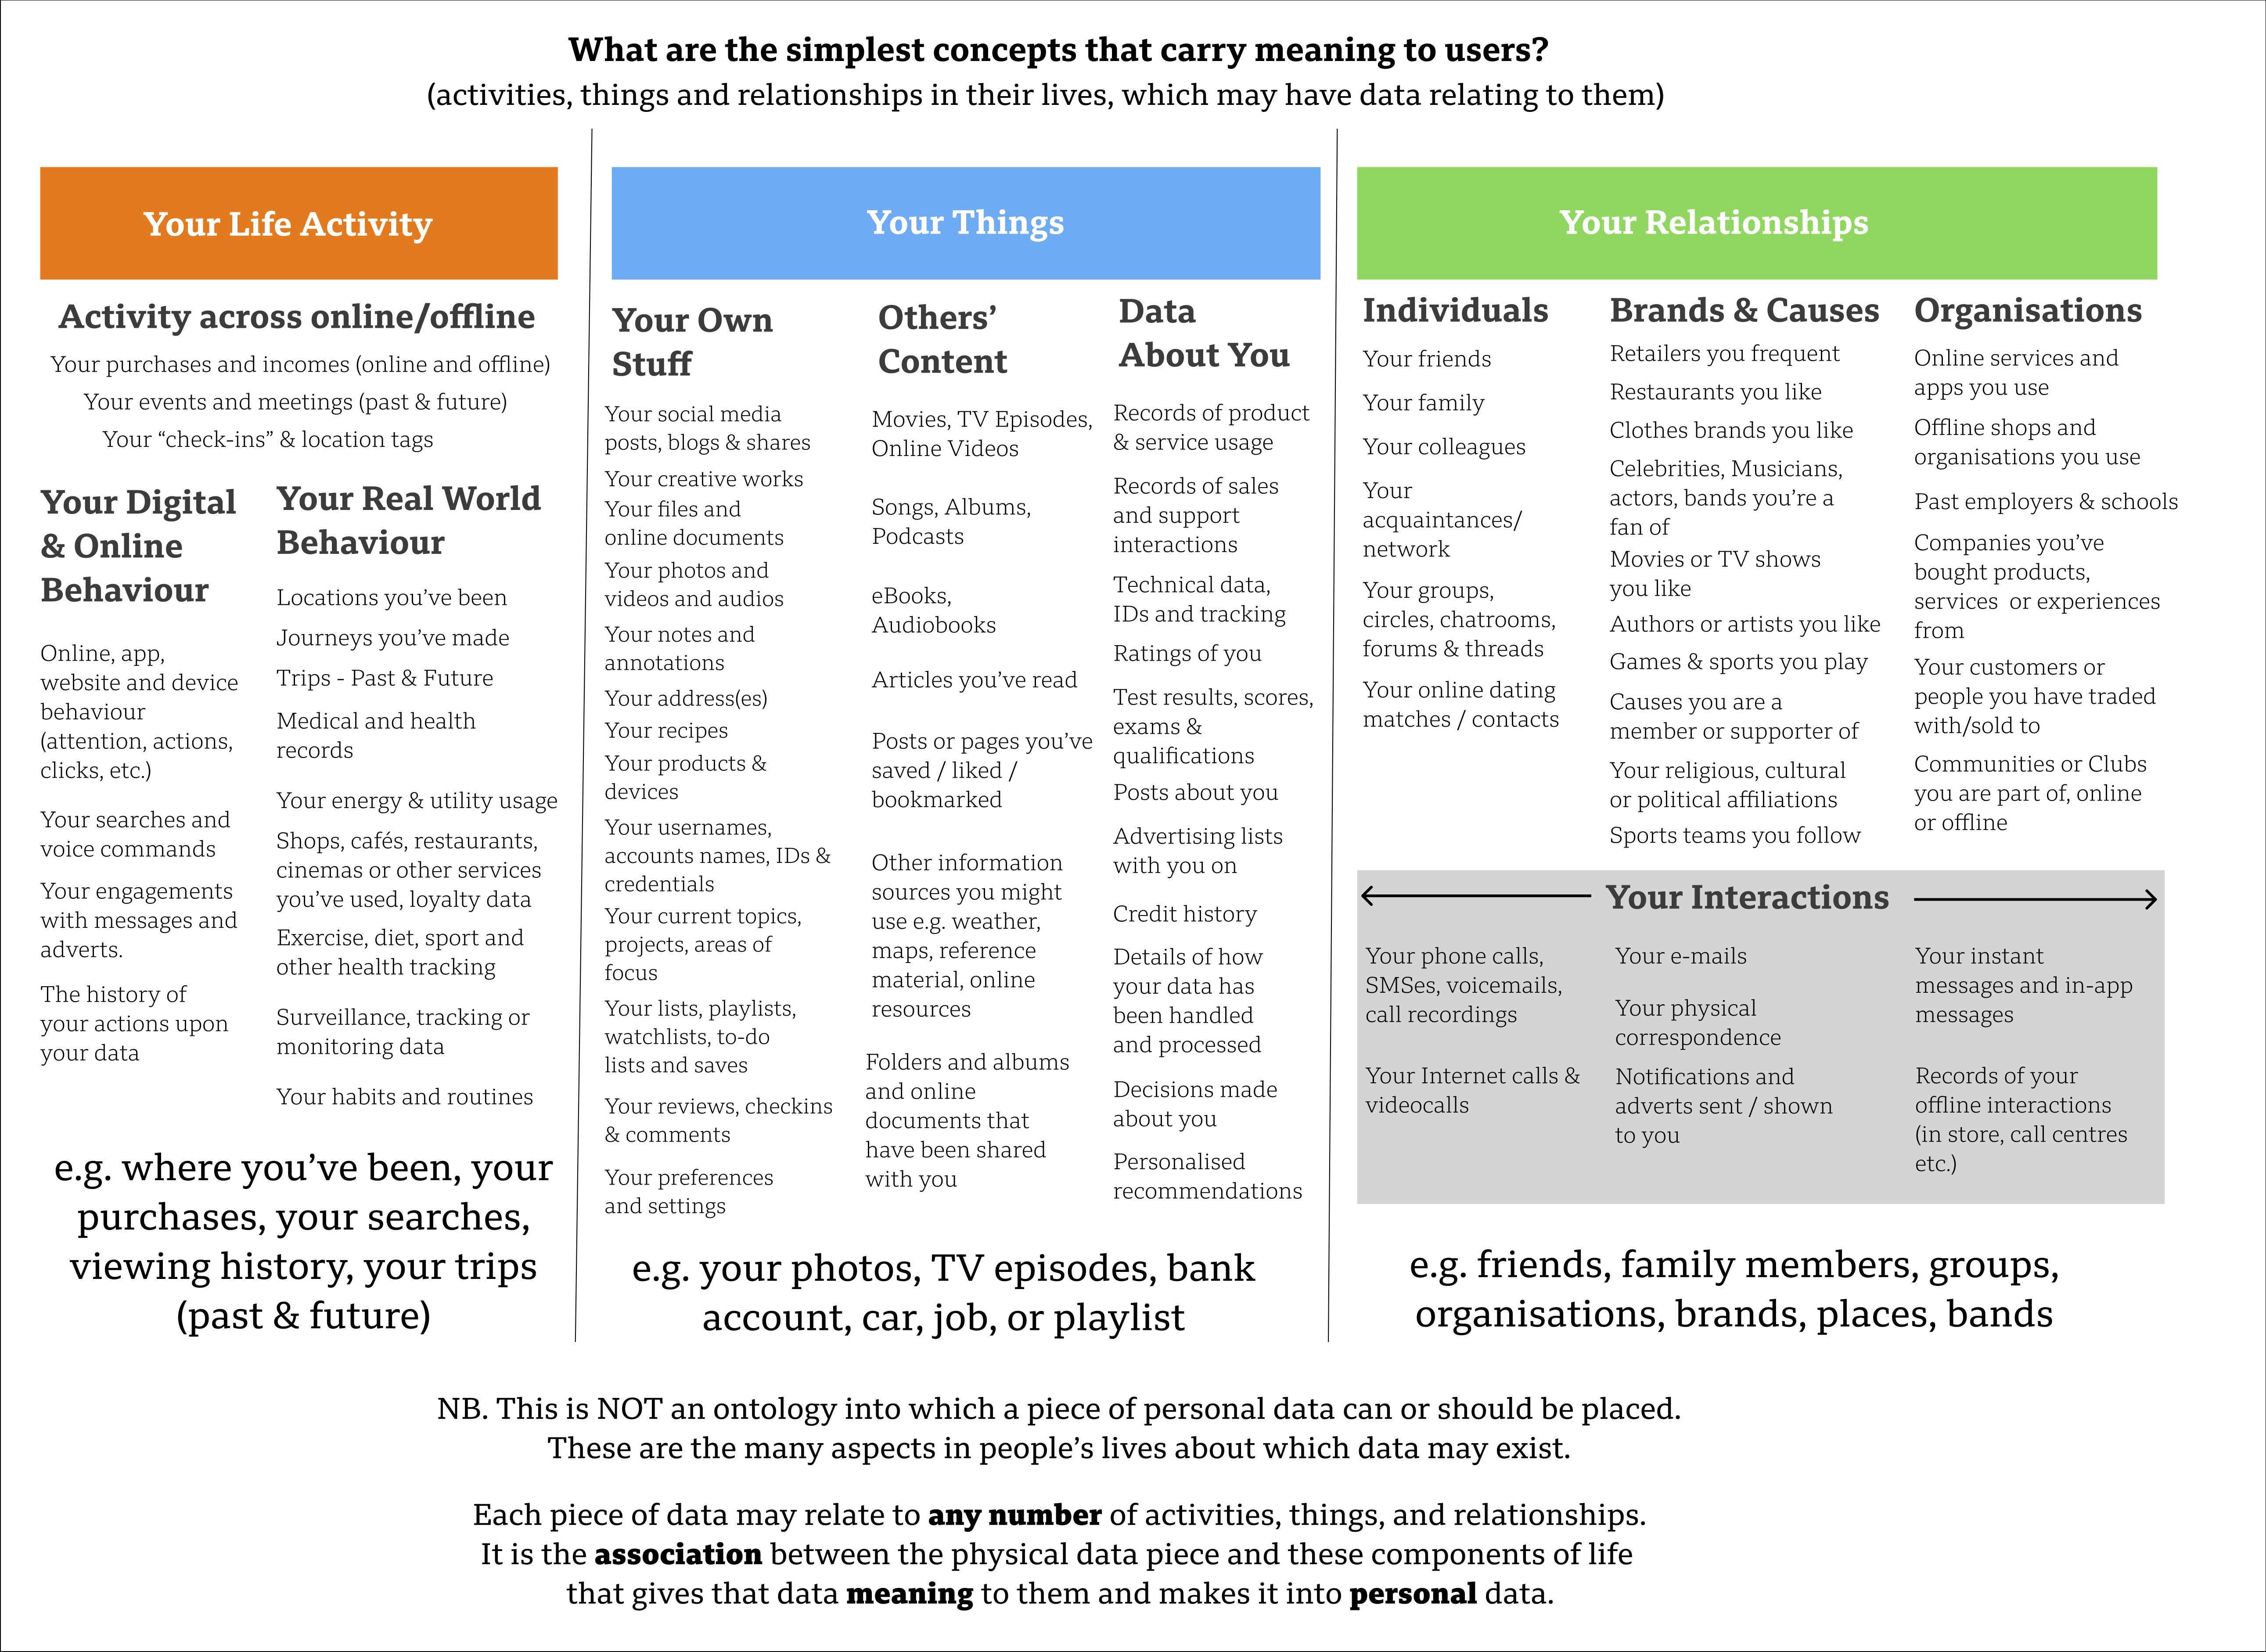 What are the simplest concepts that carry meaning to users?
(activities, things and relationships in their lives, which may have data relating to them)
Your Life Activity
Activity across online/offline
Your purchases and incomes (online and offline)
Your events and meetings (past & future)
Your “check-ins” & location tags
Your Digital
& Online
Behaviour
Online, app,
website and device
behaviour
(attention, actions,
clicks, etc.)
Your searches and
voice commands
Your engagements
with messages and
adverts.
The history of
your actions upon
your data
Your Real World
Behaviour
Locations you’ve been
Journeys you’ve made
Trips - Past & Future
Medical and health
records
Your energy & utility usage
Shops, cafés, restaurants,
cinemas or other services
you’ve used, loyalty data
Exercise, diet, sport and
other health tracking
Surveillance, tracking or
monitoring data
Your habits and routines
e.g. where you’ve been, your
purchases, your searches,
viewing history, your trips
(past & future)
Your Things
Your Own
Stuff
Your social media
posts, blogs & shares
Your creative works
Your files and
online documents
Your photos and
videos and audios
Your notes and
annotations
Your address(es)
Your recipes
Your products &
devices
Your usernames,
accounts names, IDs &
credentials
Your current topics,
projects, areas of
focus
Your lists, playlists,
watchlists, to-do
lists and saves
Your reviews, checkins
& comments
Your preferences
and settings
Others’
Content
Movies, TV Episodes,
Online Videos
Songs, Albums,
Podcasts
eBooks,
Audiobooks
Articles you’ve read
Posts or pages you’ve
saved / liked /
bookmarked
Other information
sources you might
use e.g. weather,
maps, reference
material, online
resources
Folders and albums
and online
documents that
have been shared
with you
Data
About You
Records of product
& service usage
Records of sales
and support
interactions
Technical data,
IDs and tracking
Ratings of you
Test results, scores,
exams &
qualifications
Posts about you
Advertising lists
with you on
Credit history
Details of how
your data has
been handled
and processed
Decisions made
about you
Personalised
recommendations
e.g. your photos, TV episodes, bank
account, car, job, or playlist
Your Relationships
Individuals
Your friends
Your family
Your colleagues
Your
acquaintances/
network
Your groups,
circles, chatrooms,
forums & threads
Your online dating
matches / contacts
Brands & Causes
Retailers you frequent
Restaurants you like
Clothes brands you like
Celebrities, Musicians,
actors, bands you’re a
fan of
Movies or TV shows
you like
Authors or artists you like
Games & sports you play
Causes you are a
member or supporter of
Your religious, cultural
or political affiliations
Sports teams you follow
Organisations
Online services and
apps you use
Offline shops and
organisations you use
Past employers & schools
Companies you’ve
bought products,
services or experiences
from
Your customers or
people you have traded
with/sold to
Communities or Clubs
you are part of, online
or offline
Your Interactions
Your phone calls,
SMSes, voicemails,
call recordings
Your Internet calls &
videocalls
Your e-mails
Your physical
correspondence
Notifications and
adverts sent / shown
to you
Your instant
messages and in-app
messages
Records of your
offline interactions
(in store, call centres
etc.)
e.g. friends, family members, groups,
organisations, brands, places, bands
NB. This is NOT an ontology into which a piece of personal data can or should be placed.
These are the many aspects in people’s lives about which data may exist.
Each piece of data may relate to any number of activities, things, and relationships.
It is the association between the physical data piece and these components of life
that gives that data meaning to them and makes it into personal data.